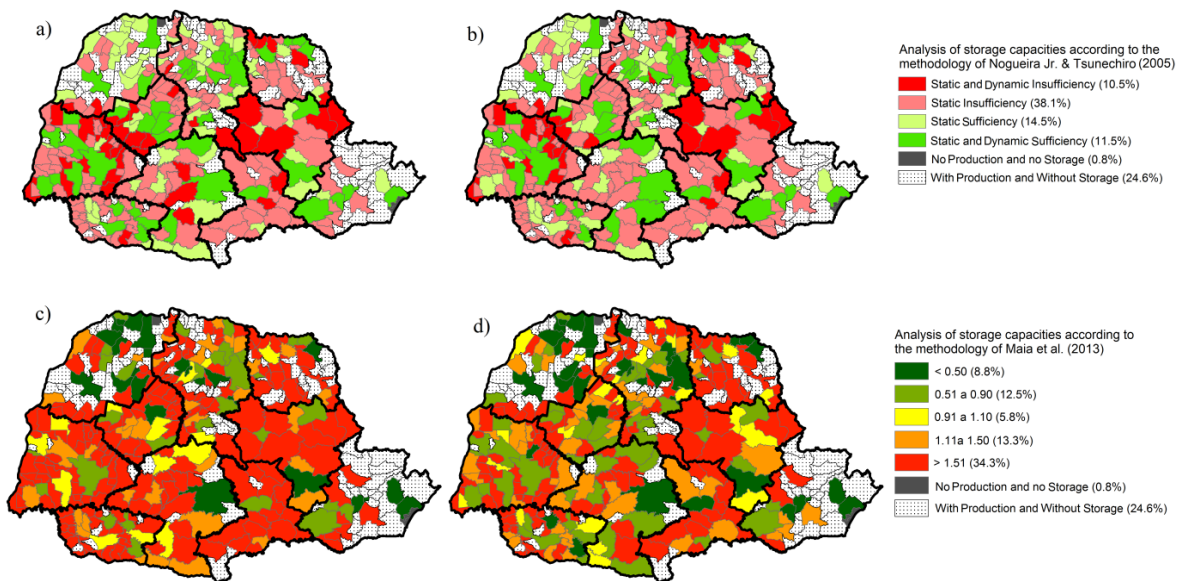 a)
b)
Analysis of storage capacities according to the
methodology of Nogueira Jr. & Tsunechiro (2005)
Static and Dynamic Insufficiency (10.5%)
Static Insufficiency (38.1%)
Static Sufficiency (14.5%)
Static and Dynamic Sufficiency (11.5%)
No Production and no Storage (0.8%)
With Production and Without Storage (24.6%)
c)
d)
Analysis of storage capacities according to
the methodology of Maia et al. (2013)
< 0.50 (8.8%)
0.51 a 0.90 (12.5%)
0.91 a 1.10 (5.8%)
1.11a 1.50 (13.3%)
> 1.51 (34.3%)
No Production and no Storage (0.8%)
With Production and Without Storage (24.6%)